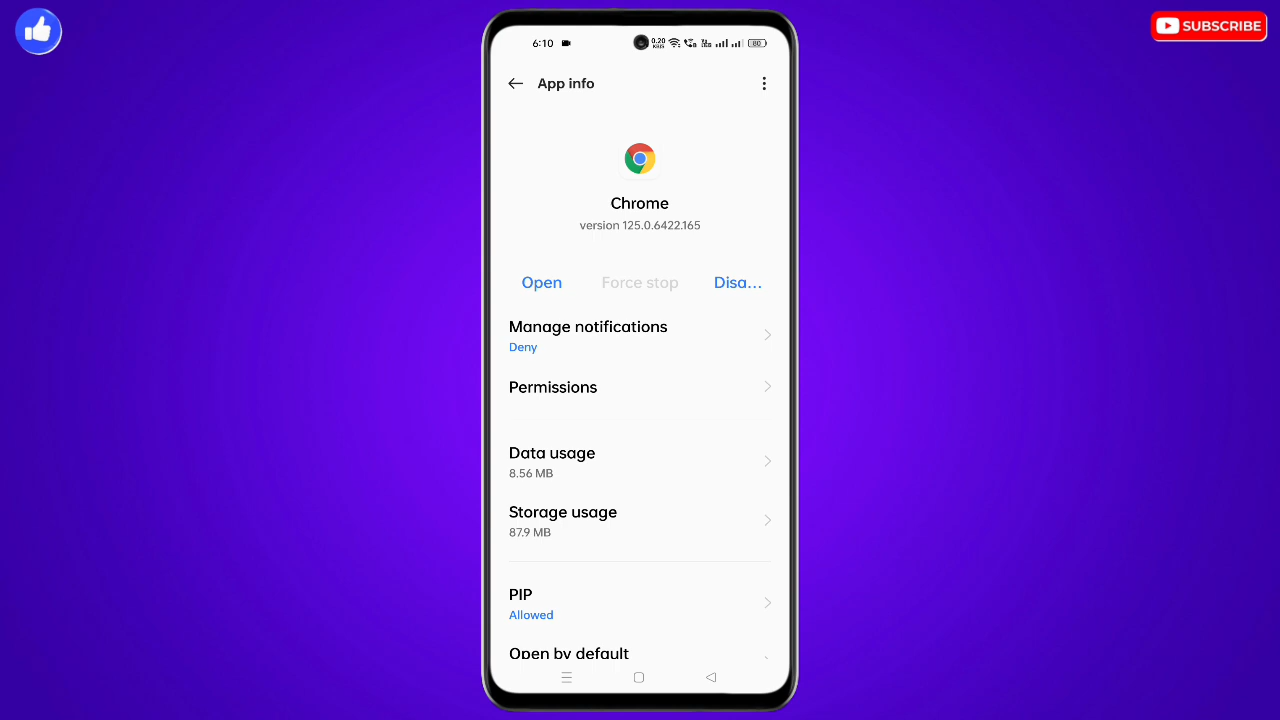 SUBSCRIBE
6:10
0.20
KB/S
80
App info
Chrome
version 125.0.6422.165
Open Force stop Disa...
Manage notifications
Deny
Permissions
Data usage
8.56 MB
Storage usage
87.9 MB
PIP
Allowed
Open by default